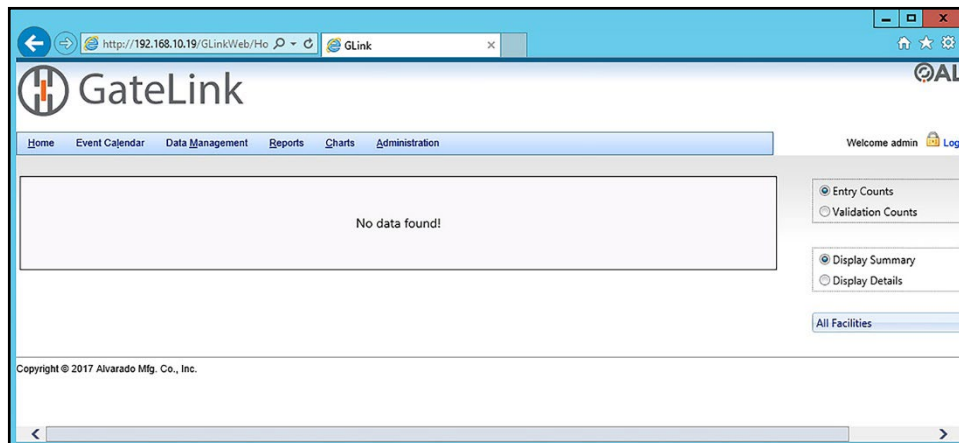 http://192.168.10.19/GLinkWeb/Ho
GLink
GateLink
AL
Home Event Calendar Data Management Reports Charts Administration
Welcome admin Log
No data found!
Entry Counts
Validation Counts
Display Summary
Display Details
All Facilities
Copyright © 2017 Alvarado Mfg. Co., Inc.